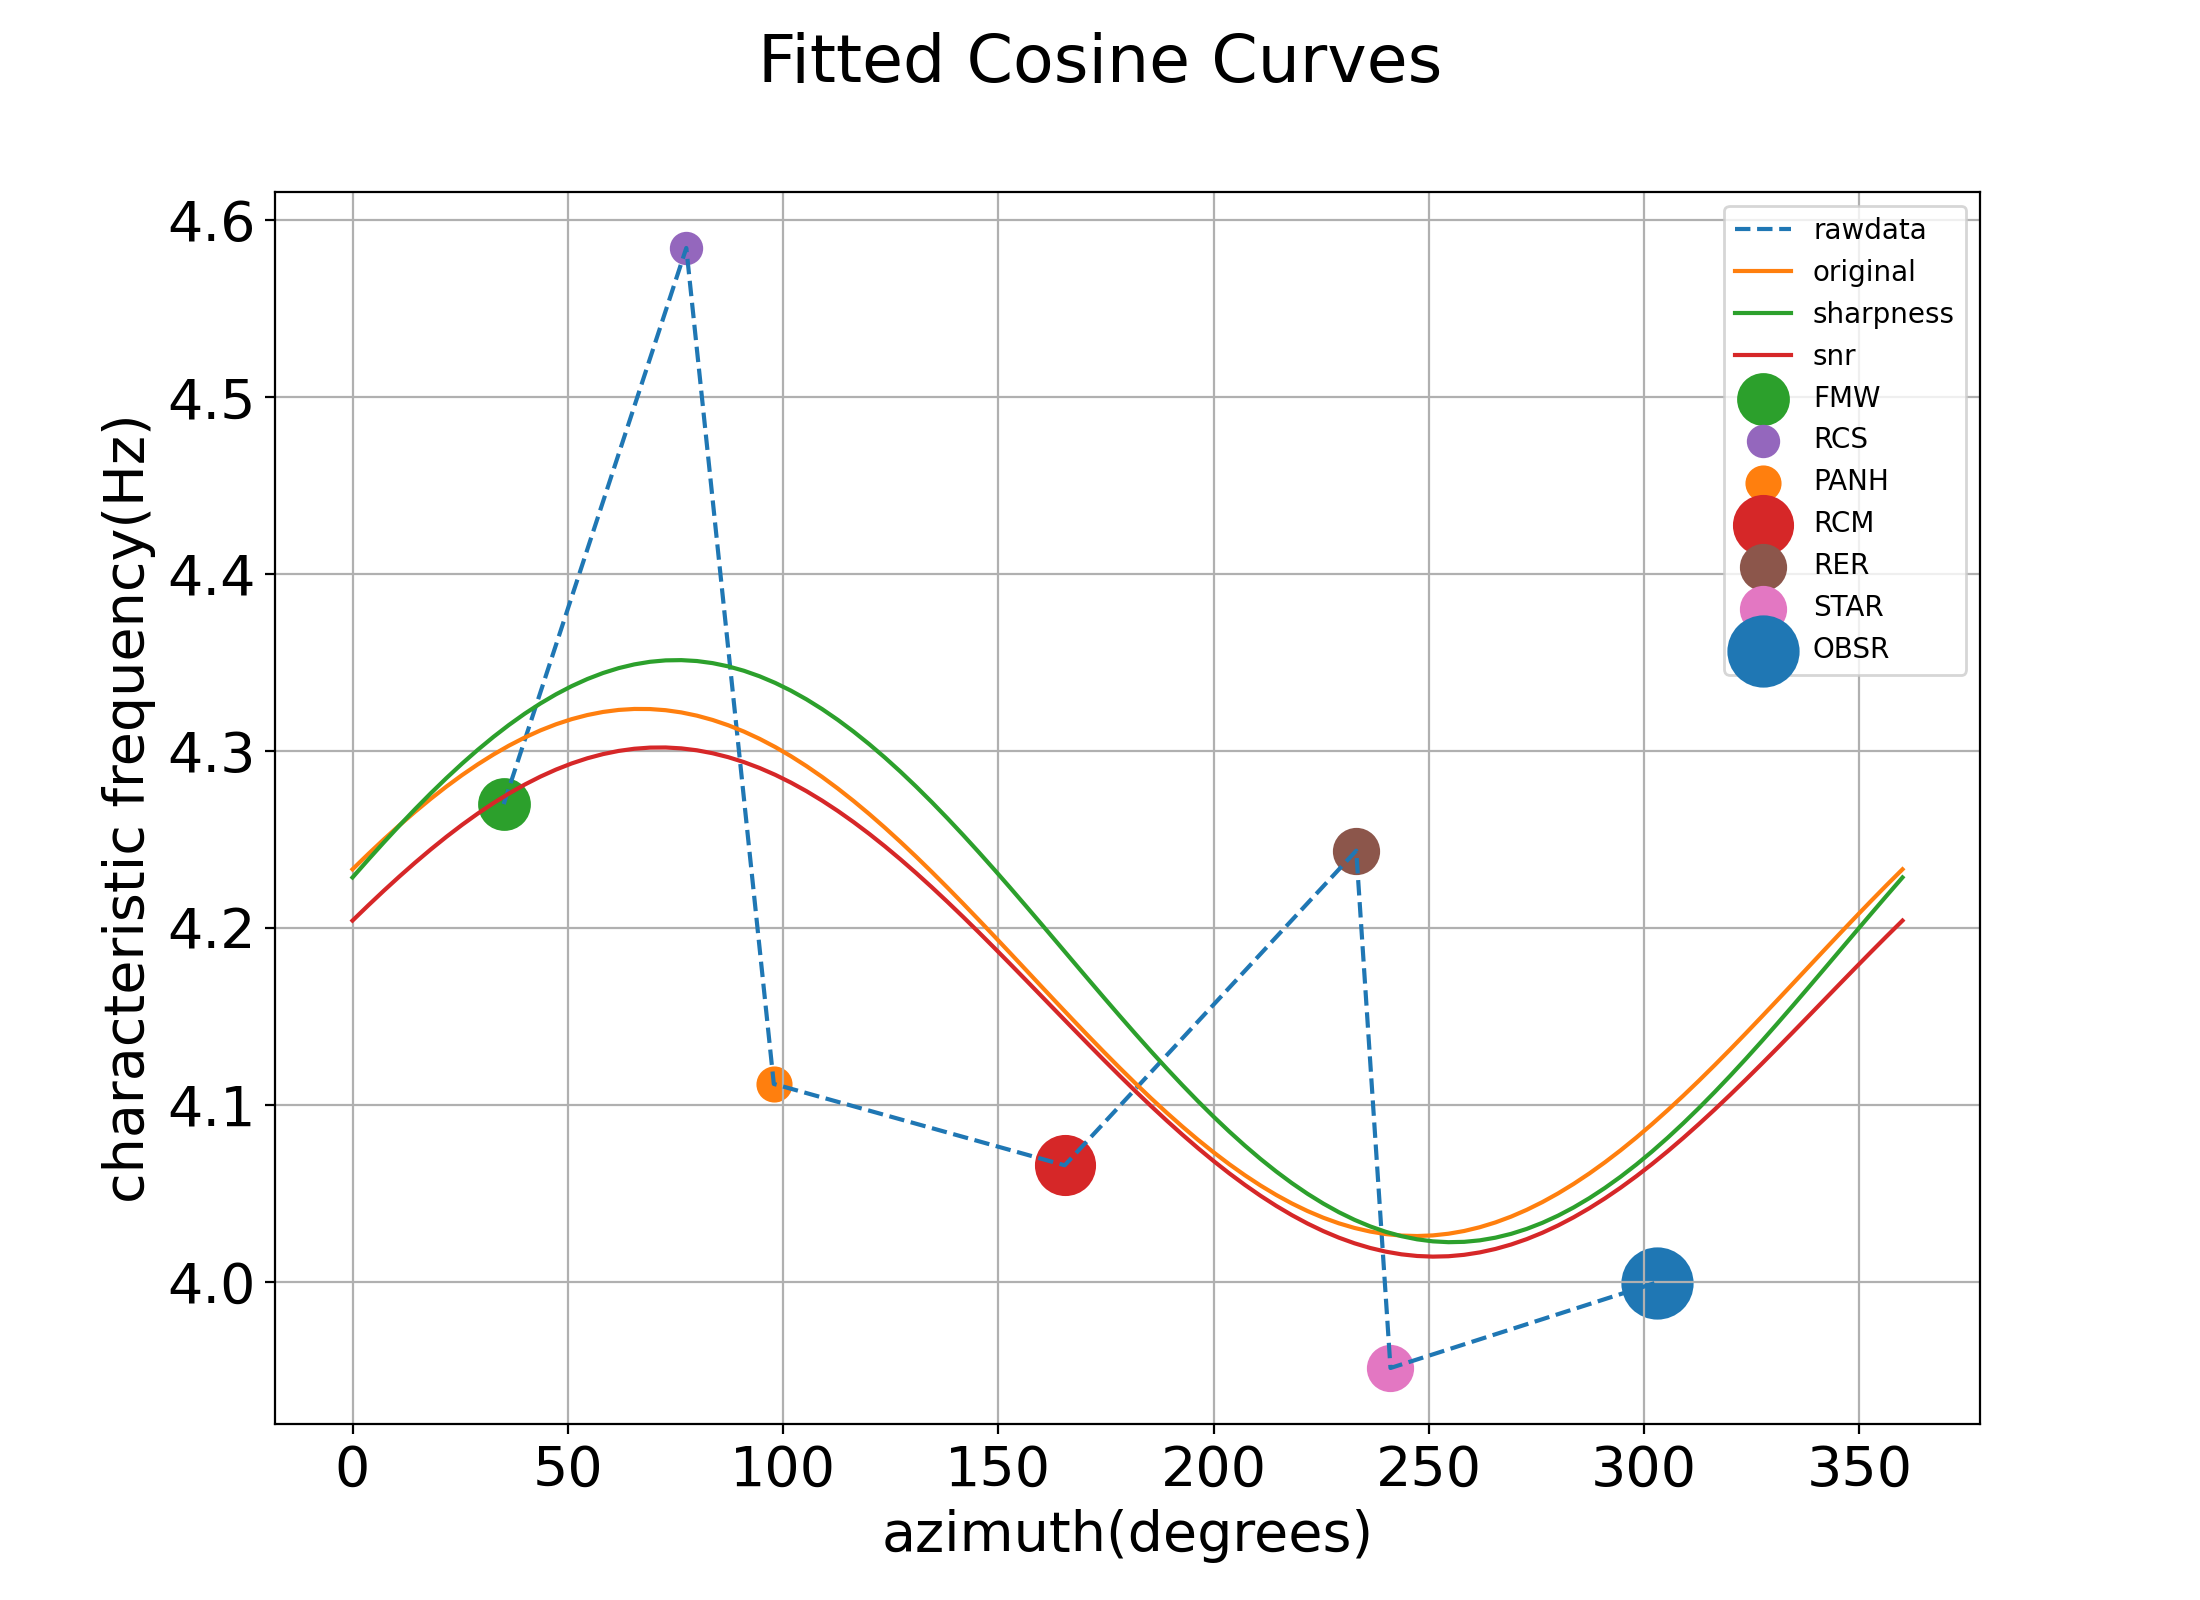 Fitted Cosine Curves
characteristic frequency(Hz)
4.6
4.5
4.4
4.3
4.2
4.1
4.0
rawdata
original
sharpness
snr
FMW
RCS
PANH
RCM
RER
STAR
OBSR
0 50 100 150 200 250 300 350
azimuth(degrees)